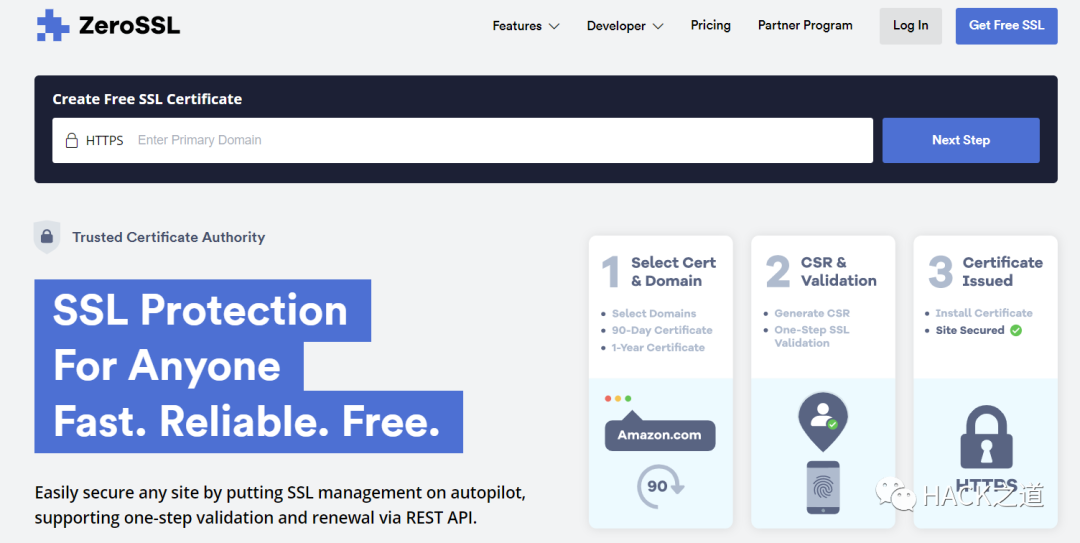 ZeroSSL
Features Developer Pricing Partner Program Log In Get Free SSL
Create Free SSL Certificate
HTTPS Enter Primary Domain Next Step
Trusted Certificate Authority
SSL Protection
For Anyone
Fast. Reliable. Free.
Easily secure any site by putting SSL management on autopilot,
supporting one-step validation and renewal via REST API.
1 Select Cert
& Domain
• Select Domains
• 90-Day Certificate
• 1-Year Certificate
Amazon.com
90
2 CSR &
Validation
• Generate CSR
• One-Step SSL
Validation
3 Certificate
Issued
• Install Certificate
• Site Secured
HTTPS
HACK之道